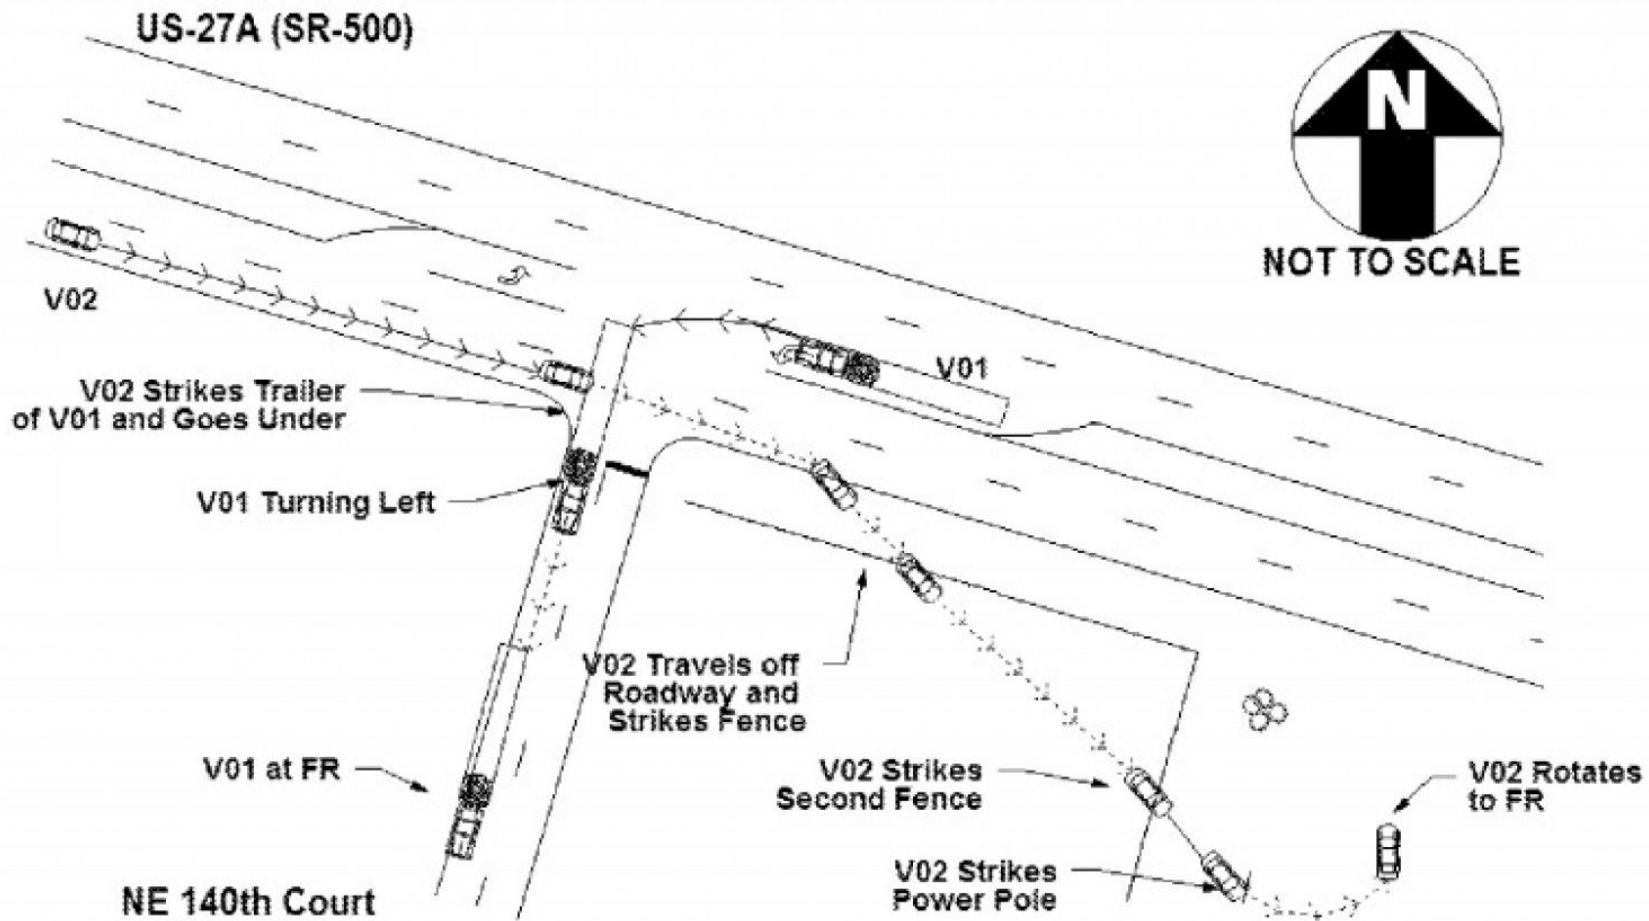 US-27A (SR-500)
N
NOT TO SCALE
V02
V01
V02 Strikes Trailer
of V01 and Goes Under
V01 Turning Left
V02 Travels off
Roadway and
Strikes Fence
V01 at FR
V02 Strikes
Second Fence
V02 Rotates
to FR
V02 Strikes
Power Pole
NE 140th Court